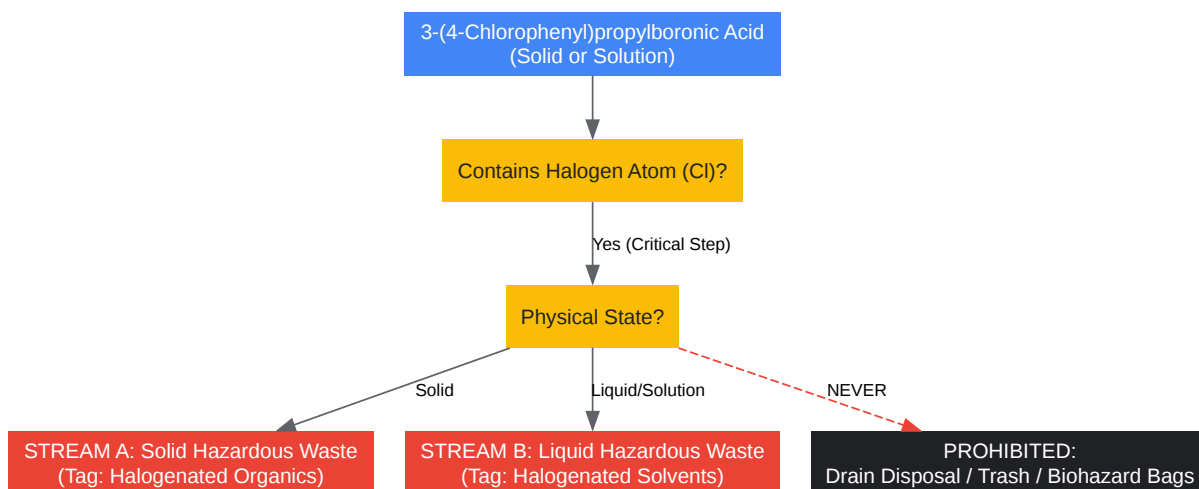 3-(4-Chlorophenyl)propylboronic Acid
(Solid or Solution)
Contains Halogen Atom (Cl)?
Yes (Critical Step)
Physical State?
Solid
Liquid/Solution
NEVER
STREAM A: Solid Hazardous Waste
(Tag: Halogenated Organics)
STREAM B: Liquid Hazardous Waste
(Tag: Halogenated Solvents)
PROHIBITED:
Drain Disposal / Trash / Biohazard Bags